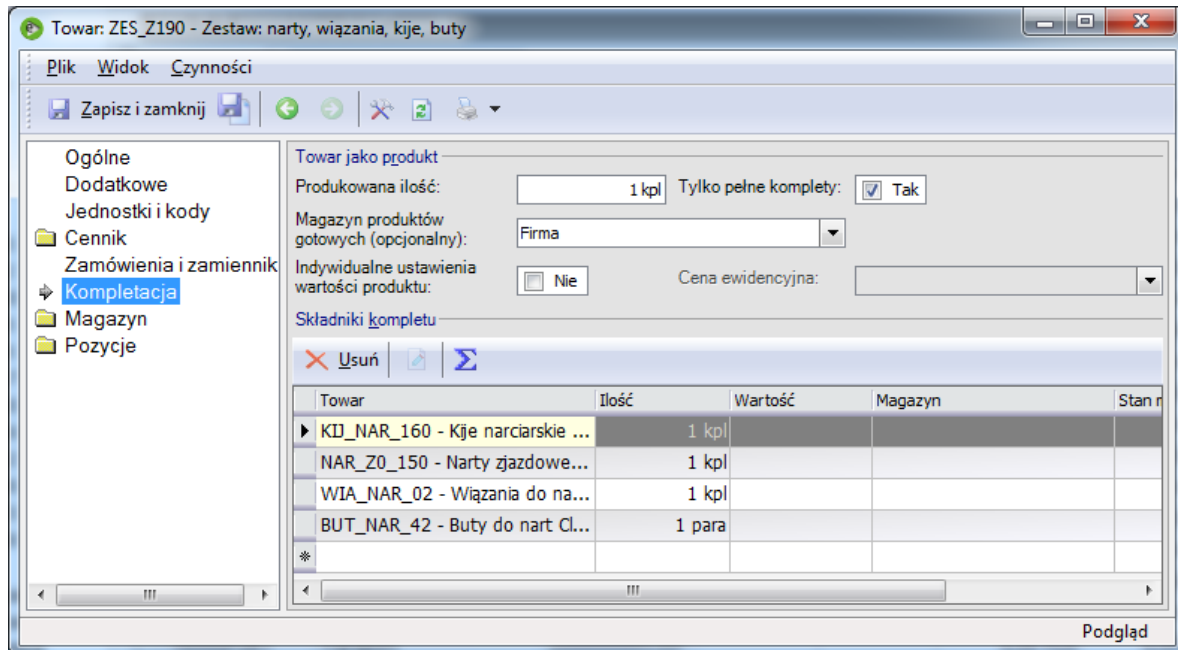 Towar: ZES_Z190 - Zestaw: narty, wiązania, kije, buty
Plik Widok Czynności
Zapisz i zamknij
Ogólne
Dodatkowe
Jednostki i kody
Cennik
Zamówienia i zamiennik
Kompletacja
Magazyn
Pozycje
Towar jako produkt
Produkowana ilość: 1 kpl Tylko pełne komplety: Tak
Magazyn produktów
gotowych (opcjonalny): Firma
Indywidualne ustawienia
wartości produktu: Nie Cena ewidencyjna:
Składniki kompletu
Usuń
Towar Ilość Wartość Magazyn Stan m
KIJ_NAR_160 - Kije narciarskie ... 1 kpl
NAR_Z0_150 - Narty zjazdowe... 1 kpl
WIA_NAR_02 - Wiązania do na... 1 kpl
BUT_NAR_42 - Buty do nart Cl... 1 para
Podgląd